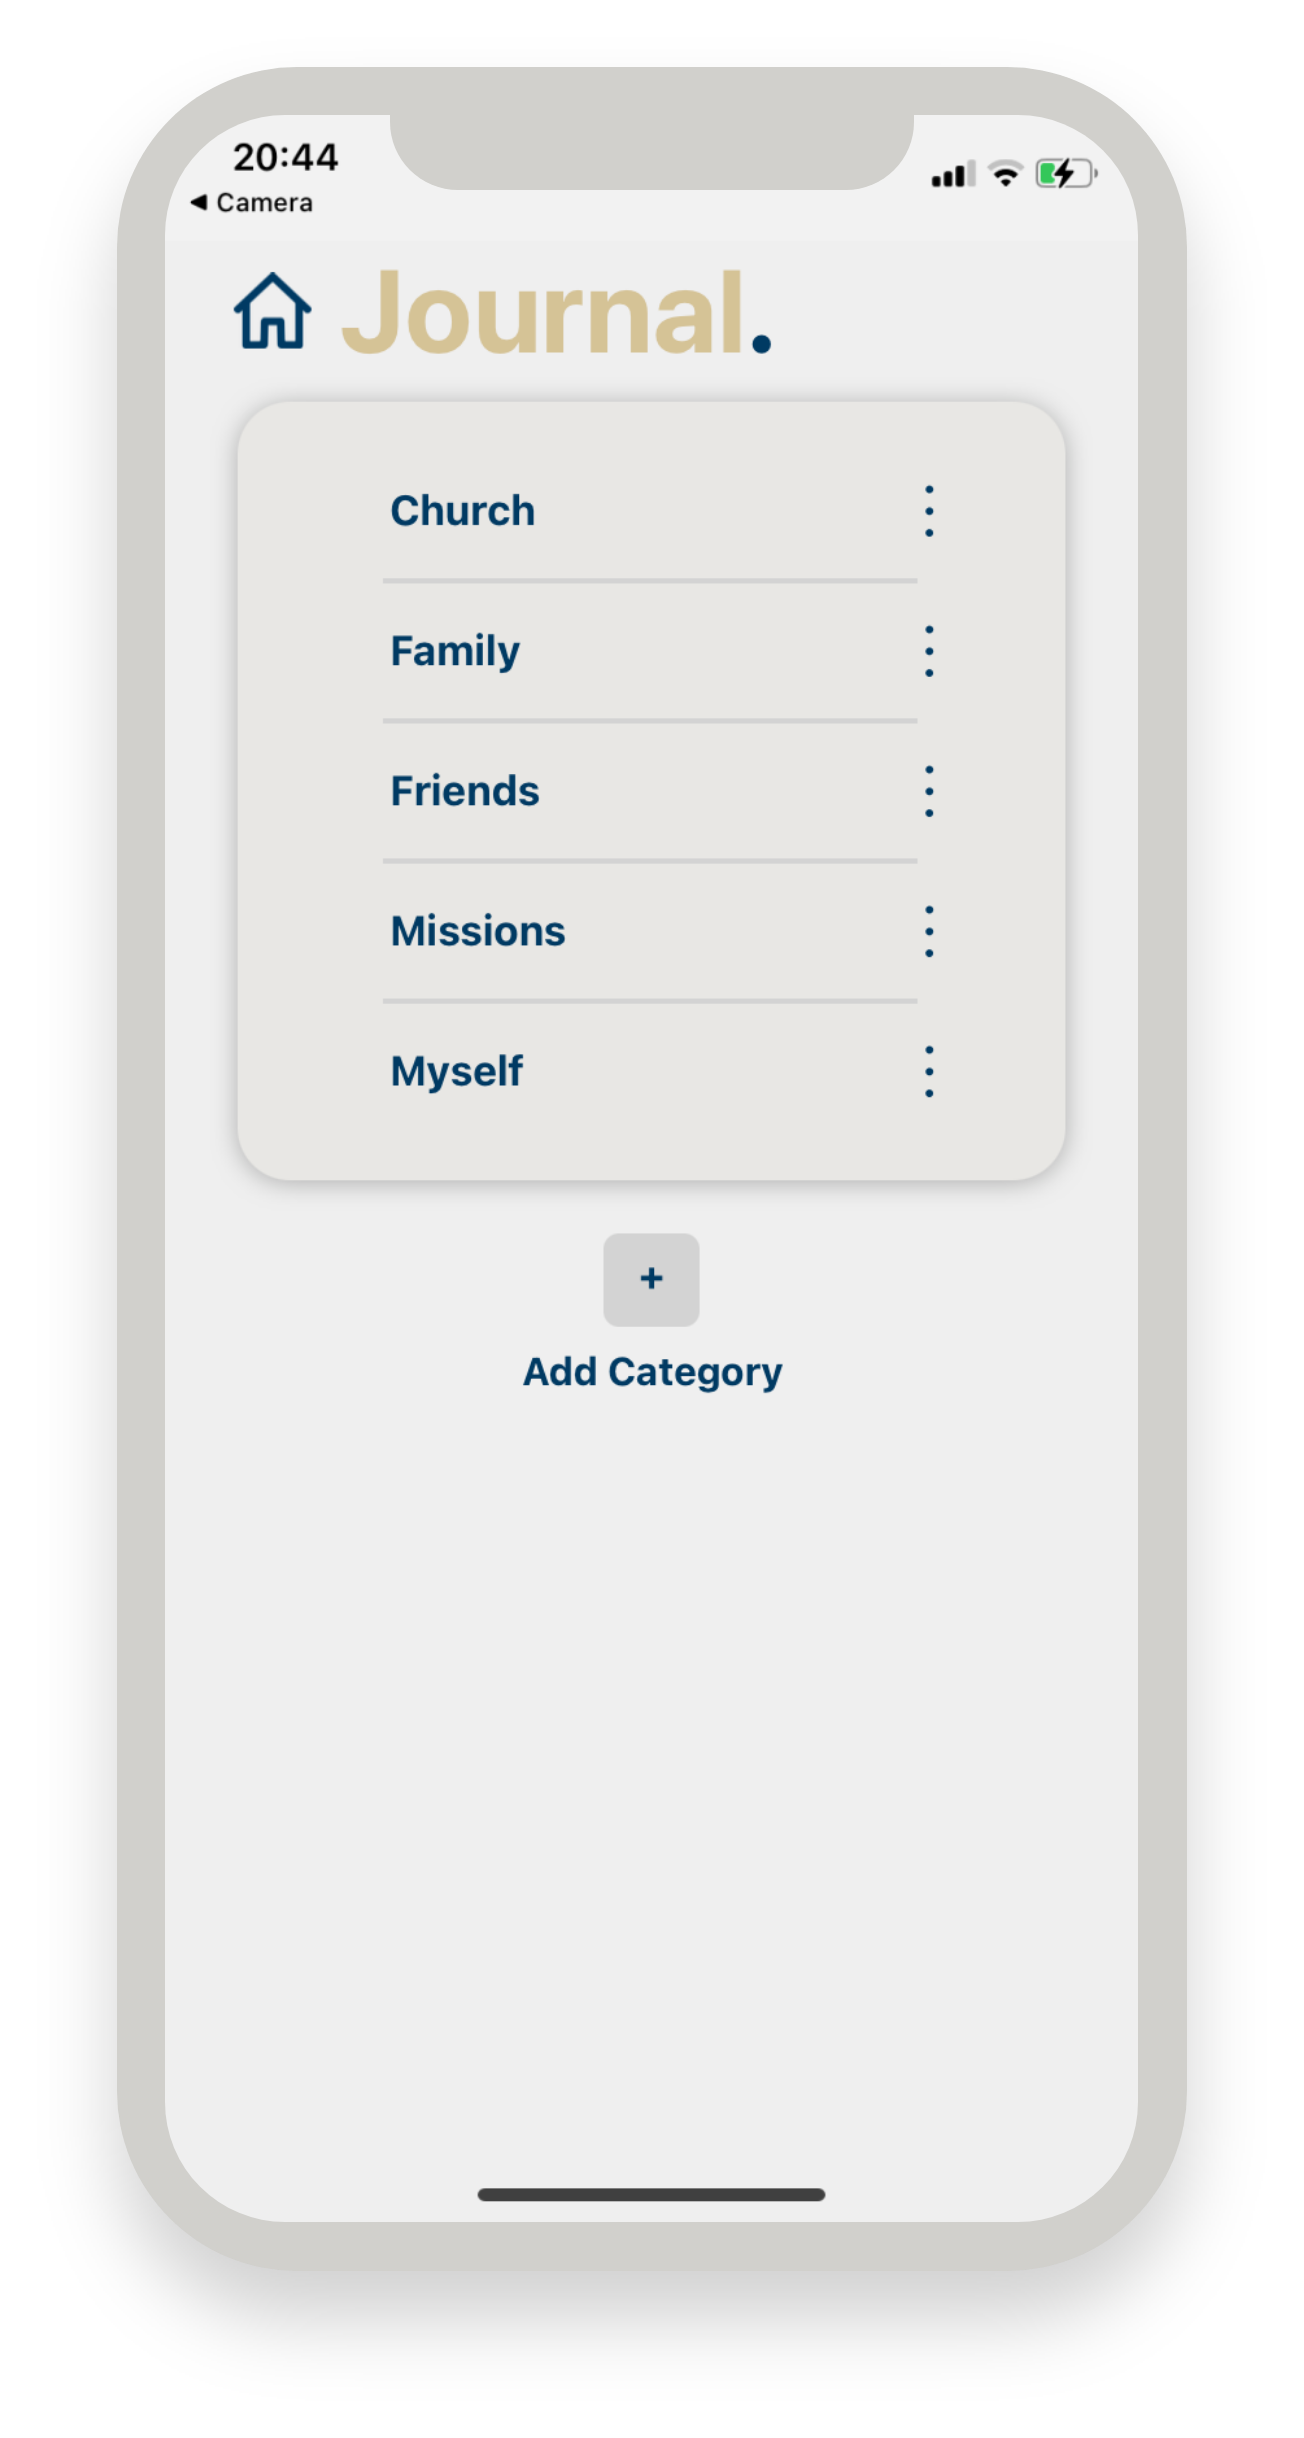 20:44
◀ Camera
Journal.
Church
Family
Friends
Missions
Myself
+
Add Category